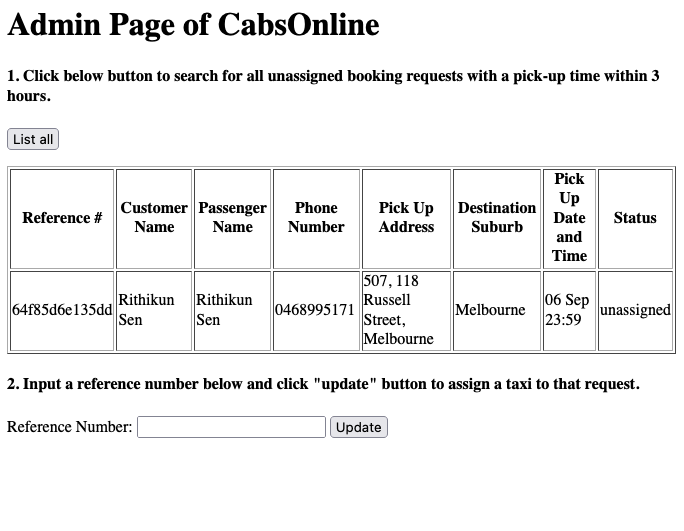 Admin Page of CabsOnline
1. Click below button to search for all unassigned booking requests with a pick-up time within 3
hours.
List all
Reference #
Customer
Name
Passenger
Name
Phone
Number
Pick Up
Address
Destination
Suburb
Pick
Up
Date
and
Time
Status
64f85d6e135dd
Rithikun
Sen
Rithikun
Sen
0468995171
507, 118
Russell
Street,
Melbourne
Melbourne
06 Sep
23:59
unassigned
2. Input a reference number below and click "update" button to assign a taxi to that request.
Reference Number:
Update